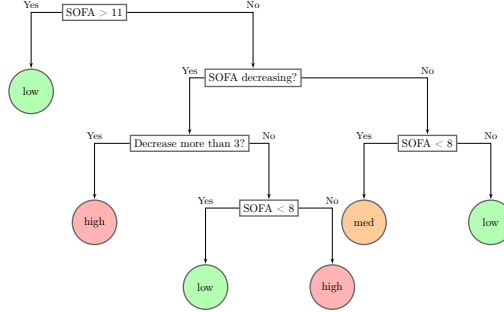 Yes SOFA > 11 No
low
Yes SOFA decreasing? No
Yes Decrease more than 3? No
Yes SOFA < 8 No
high
Yes SOFA < 8 No
med
low
low
high